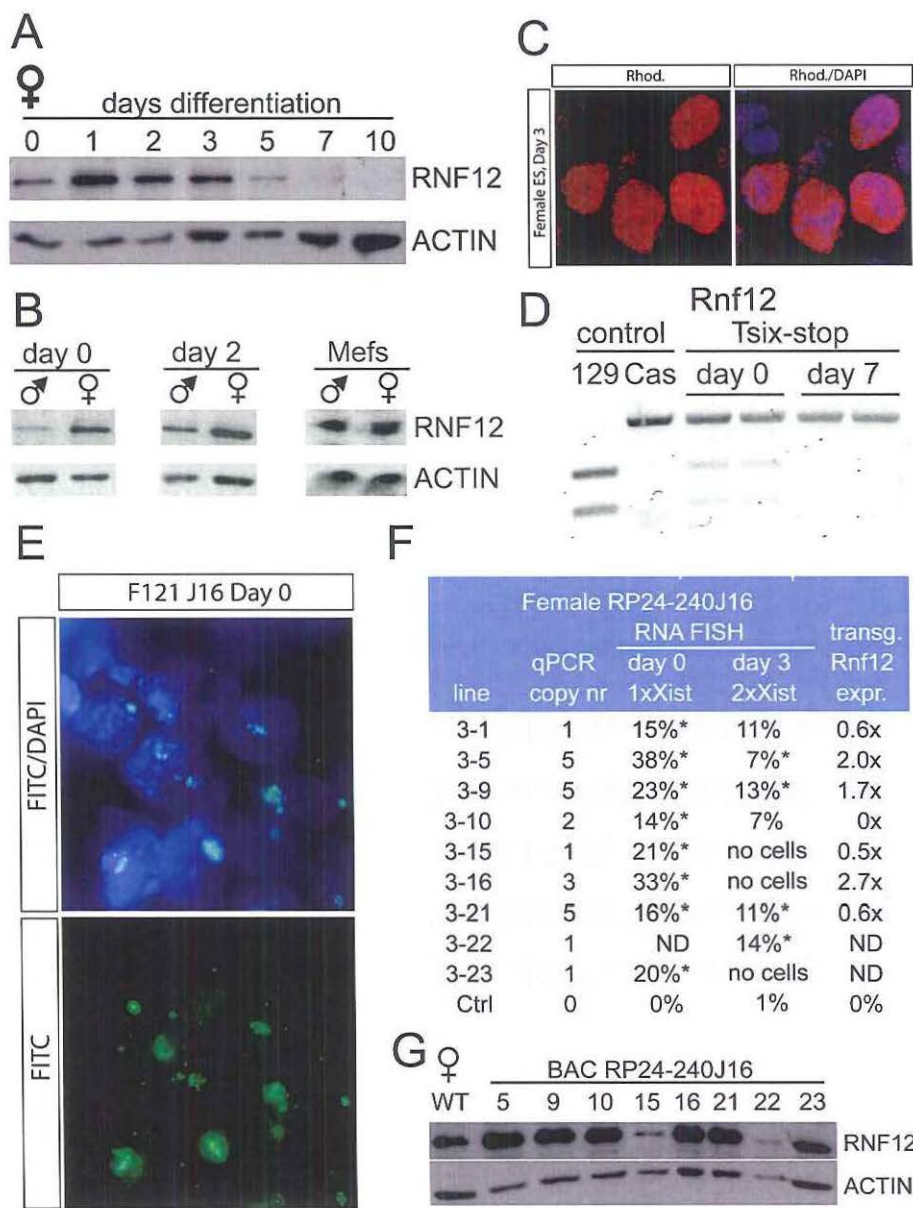 A
♀
days differentiation
0 1 2 3 5 7 10
RNF12
ACTIN
B
day 0 day 2 Mefs
♂ ♀ ♂ ♀ ♂ ♀
RNF12
ACTIN
C
Rhod. Rhod./DAPI
Female ES, Day 3
D
Rnf12
control Tsix-stop
129 Cas day 0 day 7
E
F121 J16 Day 0
FITC/DAPI
FITC
F
Female RP24-240J16
RNA FISH transg.
qPCR day 0 day 3 Rnf12
line copy nr 1xXist 2xXist expr.
3-1 1 15%* 11% 0.6x
3-5 5 38%* 7%* 2.0x
3-9 5 23%* 13%* 1.7x
3-10 2 14%* 7% 0x
3-15 1 21%* no cells 0.5x
3-16 3 33%* no cells 2.7x
3-21 5 16%* 11%* 0.6x
3-22 1 ND 14%* ND
3-23 1 20%* no cells ND
Ctrl 0 0% 1% 0%
G
♀ BAC RP24-240J16
WT 5 9 10 15 16 21 22 23
RNF12
ACTIN